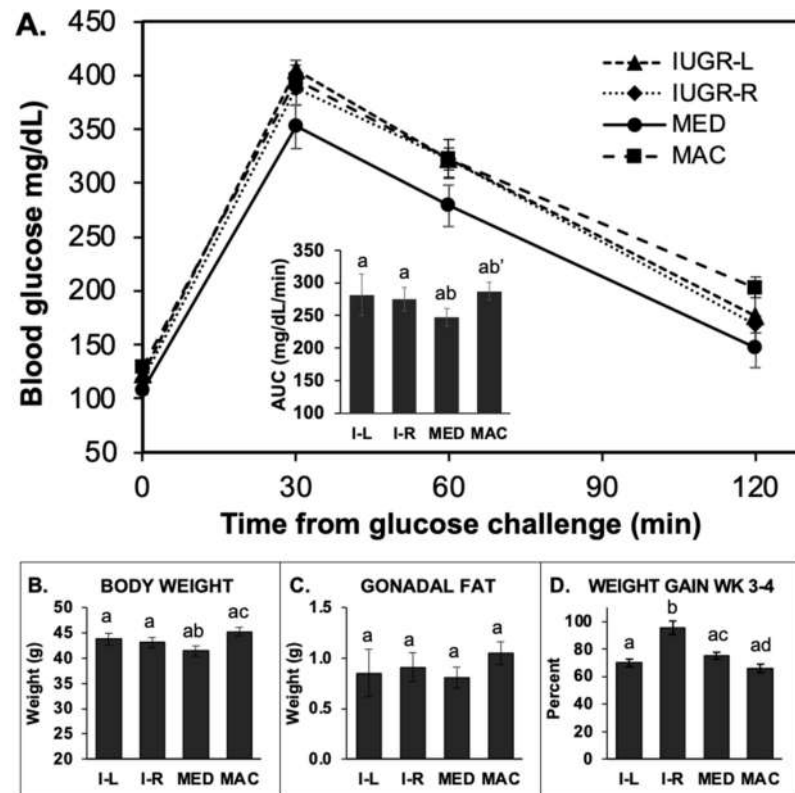 A.
450
400
350
300
250
200
150
100
50
Blood glucose mg/dL
IUGR-L
IUGR-R
MED
MAC
350
300
250
200
150
100
AUC (mg/dL/min)
a a ab ab'
I-L I-R MED MAC
0 30 60 90 120
Time from glucose challenge (min)
B. BODY WEIGHT
45
40
35
30
25
20
50
Weight (g)
a a ab ac
I-L I-R MED MAC
C. GONADAL FAT
1.5
1.0
0.5
0.0
Weight (g)
a a a a
I-L I-R MED MAC
D. WEIGHT GAIN WK 3-4
100
80
60
40
20
0
Percent
a b ac ad
I-L I-R MED MAC